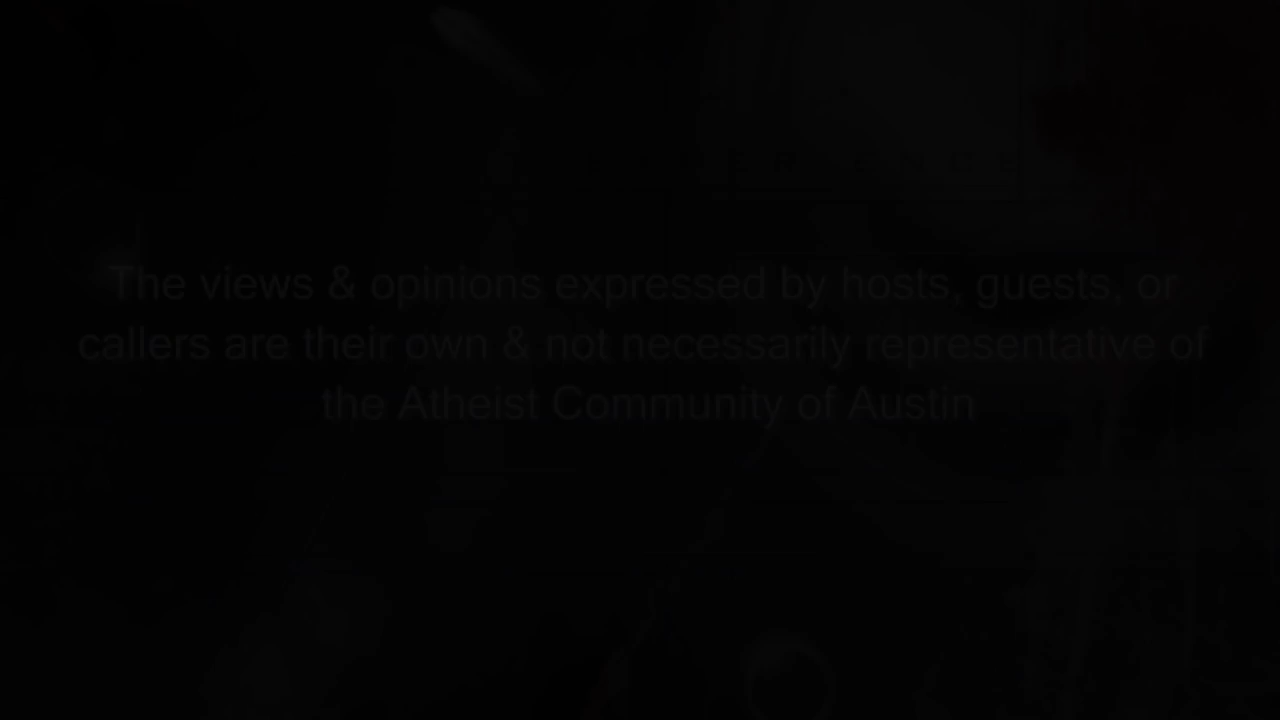 The views & opinions expressed by hosts, guests, or
callers are their own & not necessarily representative of
the Atheist Community of Austin